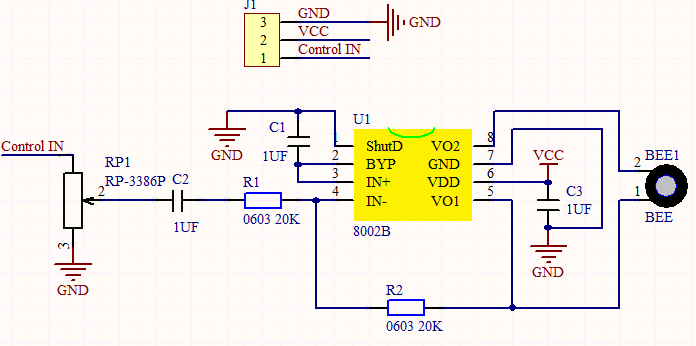 J1
3 GND
2 VCC
1 Control IN
GND
U1
C1
1UF
GND
1 ShutD VO2 8
2 BYP GND 7
3 IN+ VDD 6
4 IN- VO1 5
8002B
VCC
C3
1UF
GND
2 BEE1
1 BEE
Control IN
RP1
RP-3386P
2
3
GND
C2
1UF
R1
0603 20K
R2
0603 20K